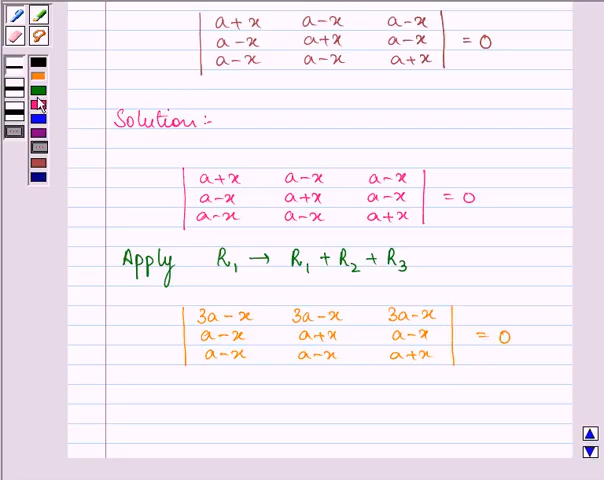 a+x a-x a-x
a-x a+x a-x = 0
a-x a-x a+x
Solution:-
a+x a-x a-x
a-x a+x a-x = 0
a-x a-x a+x
Apply R₁ → R₁ + R₂ + R₃
3a-x 3a-x 3a-x
a-x a+x a-x = 0
a-x a-x a+x